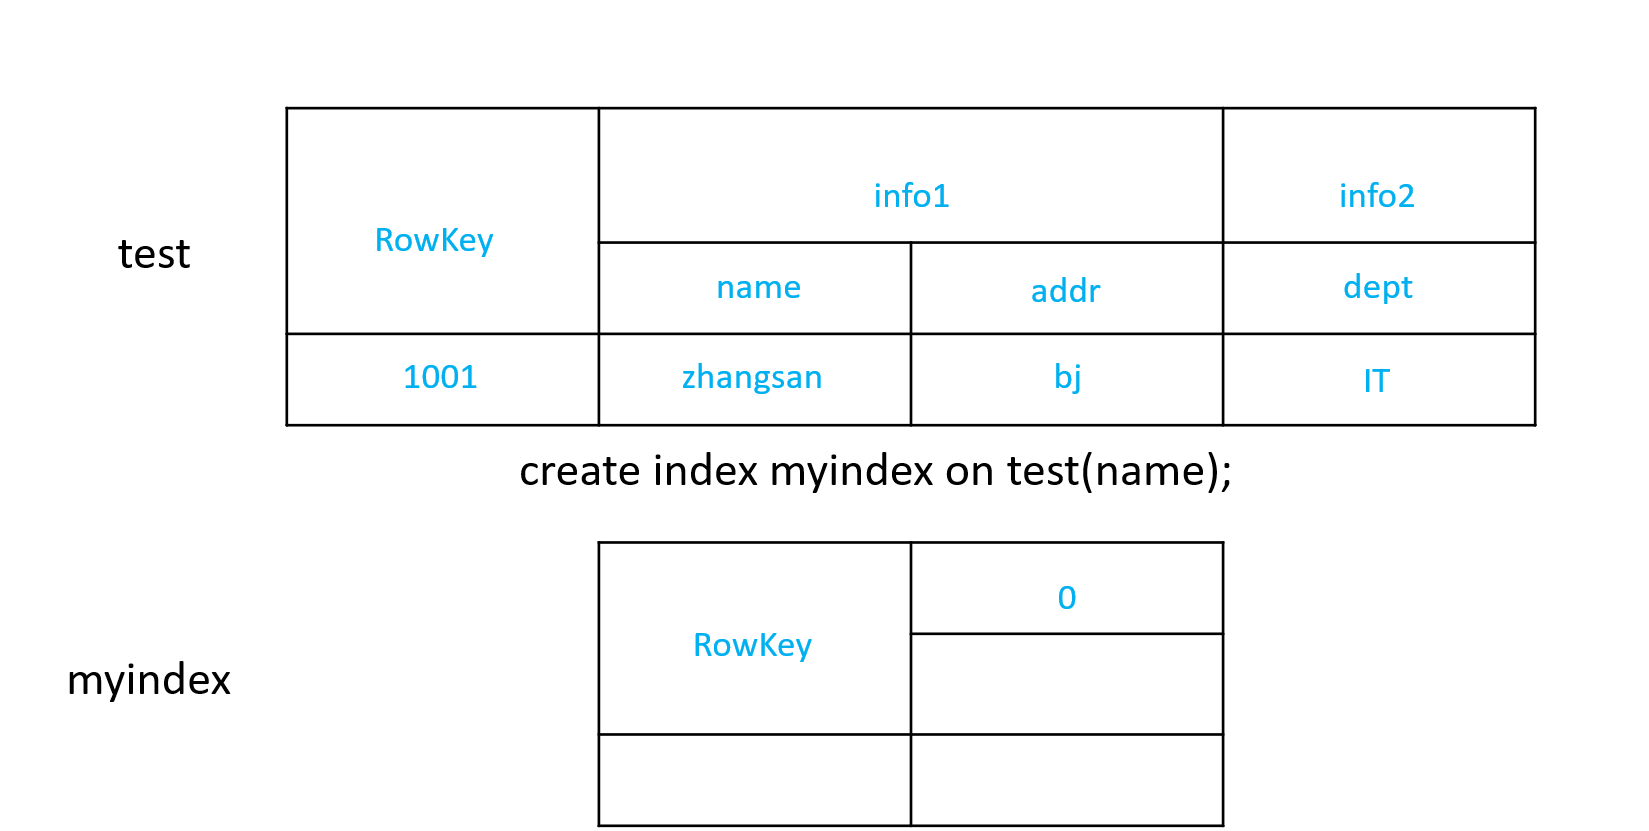 test
RowKey
info1
info2
name
addr
dept
1001
zhangsan
bj
IT
create index myindex on test(name);
myindex
RowKey
0